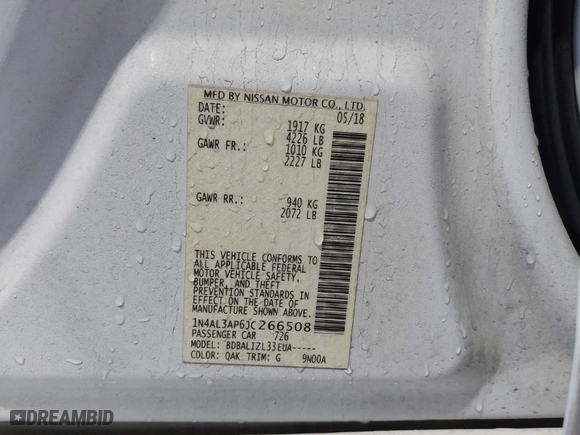 MFD BY NISSAN MOTOR CO., LTD.
DATE: 05/18
GVWR: 1917 KG
4226 LB
GAWR FR.: 1010 KG
2227 LB
GAWR RR.: 940 KG
2072 LB
THIS VEHICLE CONFORMS TO
ALL APPLICABLE FEDERAL
MOTOR VEHICLE SAFETY,
BUMPER, AND THEFT
PREVENTION STANDARDS IN
EFFECT ON THE DATE OF
MANUFACTURE SHOWN ABOVE.
1N4AL3AP6JC266508
PASSENGER CAR 726
MODEL: BDBALIZL33EUA-----
COLOR: QAK TRIM: G 9N00A
DREAMBID